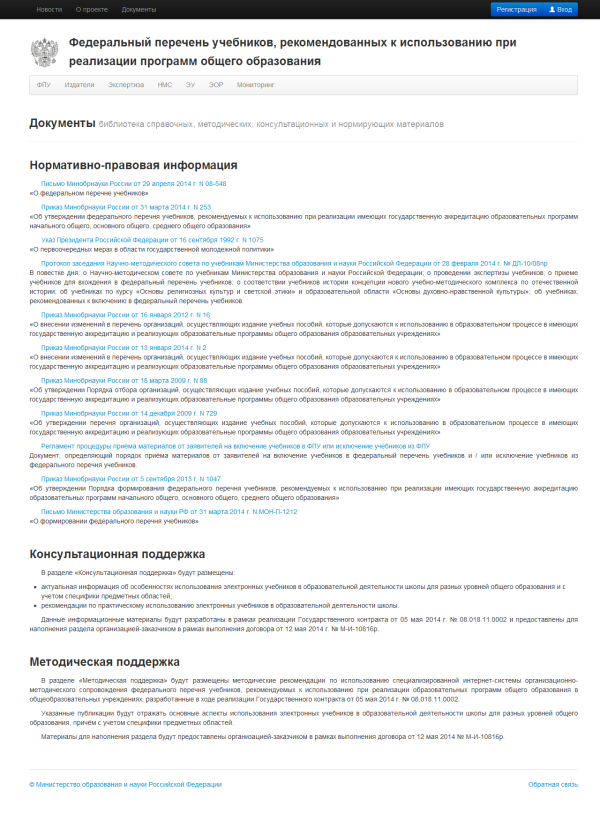 Новости О проекте Документы Регистрация Вход
Федеральный перечень учебников, рекомендованных к использованию при
реализации программ общего образования
ФПУ Издатели Экспертиза НМС ЭУ ЭОР Мониторинг
Документы библиотека справочных, методических, консультационных и нормирующих материалов
Нормативно-правовая информация
Письмо Минобрнауки России от 29 апреля 2014 г. N 08-548
«О федеральном перечне учебников»
Приказ Минобрнауки России от 31 марта 2014 г. N 253
«Об утверждении федерального перечня учебников, рекомендуемых к использованию при реализации имеющих государственную аккредитацию образовательных программ
начального общего, основного общего, среднего общего образования»
Указ Президента Российской Федерации от 16 сентября 1992 г. N 1075
«О первоочередных мерах в области государственной молодежной политики»
Протокол заседания Научно-методического совета по учебникам Министерства образования и науки Российской Федерации от 28 февраля 2014 г. № ДЛ-10/08пр
В повестке дня: о Научно-методическом совете по учебникам Министерства образования и науки Российской Федерации; о проведении экспертизы учебников; о приеме
учебников для вхождения в федеральный перечень учебников; о соответствии учебников истории концепции нового учебно-методического комплекса по отечественной
истории; об учебниках по курсу «Основы религиозных культур и светской этики» и образовательной области «Основы духовно-нравственной культуры»; об учебниках,
рекомендованных к включению в федеральный перечень учебников.
Приказ Минобрнауки России от 16 января 2012 г. N 16
«О внесении изменений в перечень организаций, осуществляющих издание учебных пособий, которые допускаются к использованию в образовательном процессе в имеющих
государственную аккредитацию и реализующих образовательные программы общего образования образовательных учреждениях»
Приказ Минобрнауки России от 13 января 2014 г. N 2
«О внесении изменений в перечень организаций, осуществляющих издание учебных пособий, которые допускаются к использованию в образовательном процессе в имеющих
государственную аккредитацию и реализующих образовательные программы общего образования образовательных учреждениях»
Приказ Минобрнауки России от 18 марта 2009 г. N 88
«Об утверждении Порядка отбора организаций, осуществляющих издание учебных пособий, которые допускаются к использованию в образовательном процессе в имеющих
государственную аккредитацию и реализующих образовательные программы общего образования образовательных учреждениях»
Приказ Минобрнауки России от 14 декабря 2009 г. N 729
«Об утверждении перечня организаций, осуществляющих издание учебных пособий, которые допускаются к использованию в образовательном процессе в имеющих
государственную аккредитацию и реализующих образовательные программы общего образования образовательных учреждениях»
Регламент процедуры приёма материалов от заявителей на включение учебников в ФПУ или исключение учебников из ФПУ
Документ, определяющий порядок приёма материалов от заявителей на включение учебников в федеральный перечень учебников и / или исключение учебников из
федерального перечня учебников.
Приказ Минобрнауки России от 5 сентября 2013 г. N 1047
«Об утверждении Порядка формирования федерального перечня учебников, рекомендуемых к использованию при реализации имеющих государственную аккредитацию
образовательных программ начального общего, основного общего, среднего общего образования»
Письмо Министерства образования и науки РФ от 31 марта 2014 г. N МОН-П-1212
«О формировании федерального перечня учебников»
Консультационная поддержка
В разделе «Консультационная поддержка» будут размещены:
• актуальная информация об особенностях использования электронных учебников в образовательной деятельности школы для разных уровней общего образования и с
учетом специфики предметных областей;
• рекомендации по практическому использованию электронных учебников в образовательной деятельности школы.
Данные информационные материалы будут разработаны в рамках реализации Государственного контракта от 05 мая 2014 г. № 08.018.11.0002 и предоставлены для
наполнения раздела организацией-заказчиком в рамках выполнения договора от 12 мая 2014 г. № М-И-10816р.
Методическая поддержка
В разделе «Методическая поддержка» будут размещены методические рекомендации по использованию специализированной интернет-системы организационно-
методического сопровождения федерального перечня учебников, рекомендуемых к использованию при реализации образовательных программ общего образования в
общеобразовательных учреждениях, разработанные в ходе реализации Государственного контракта от 05 мая 2014 г. № 08.018.11.0002.
Указанные публикации будут отражать основные аспекты использования электронных учебников в образовательной деятельности школы для разных уровней общего
образования, причём с учетом специфики предметных областей.
Материалы для наполнения раздела будут предоставлены организацией-заказчиком в рамках выполнения договора от 12 мая 2014 № М-И-10816р.
© Министерство образования и науки Российской Федерации Обратная связь